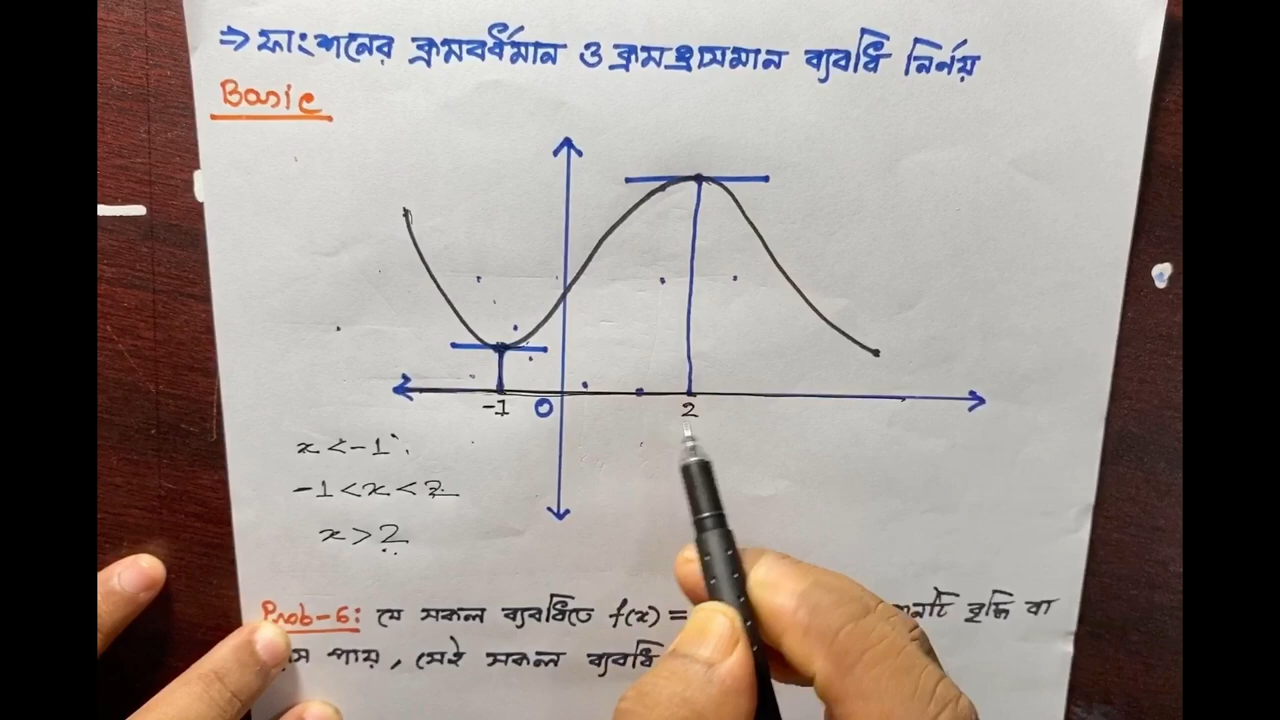 ⇒ ফাংশনের ক্রমবর্ধমান ও ক্রমহ্রাসমান ব্যবধি নির্নয়
Basic
-1 0 2
x < -1
-1 < x < 2
x > 2
Prob-6: যে সকল ব্যবধিতে f(x) = বৃদ্ধি বা
পায়, সেই সকল ব্যবধি